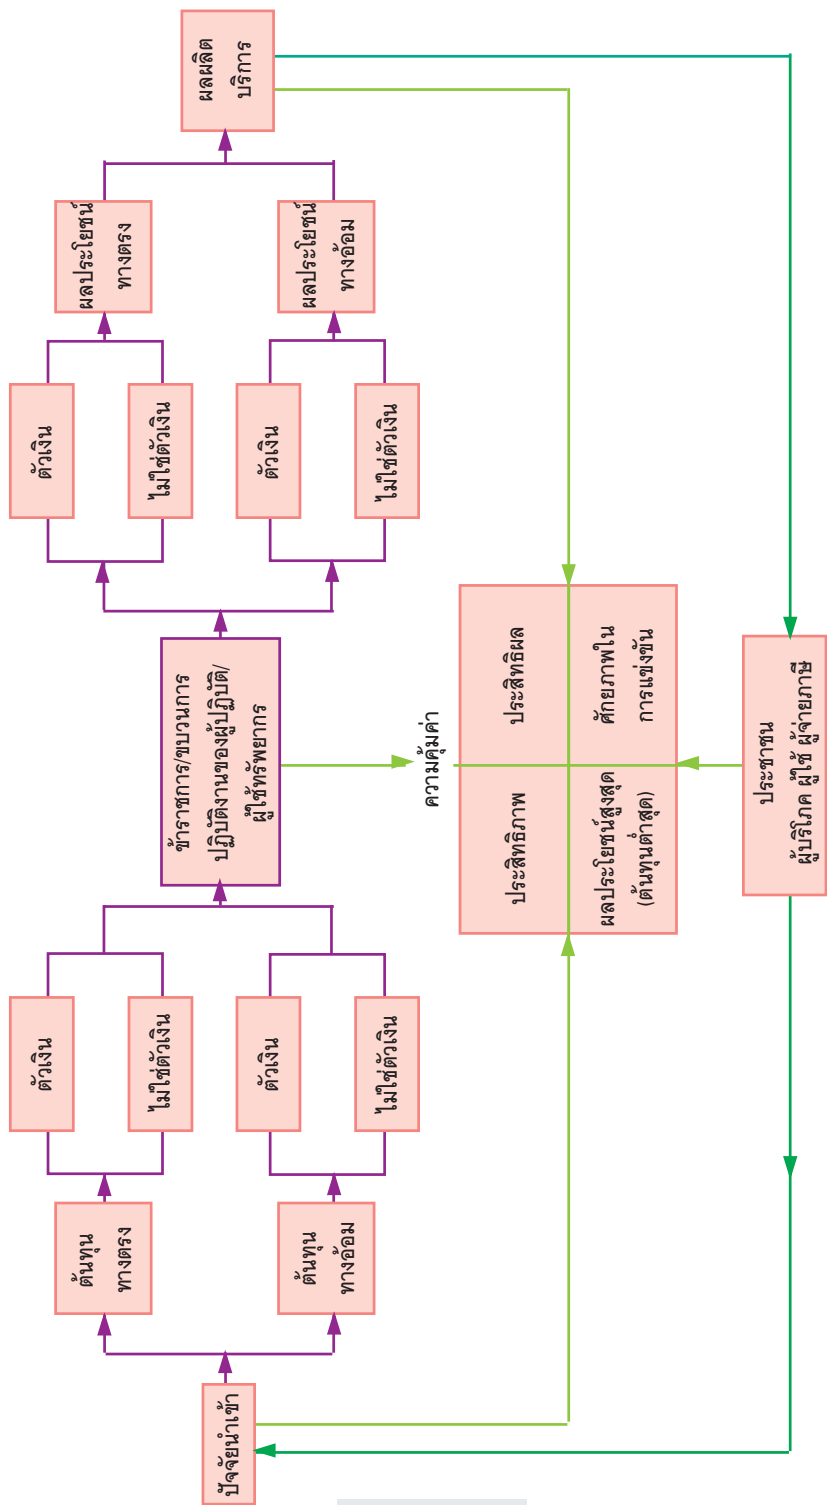 ปัจจัยนำเข้า
ต้นทุน
ทางตรง
ต้นทุน
ทางอ้อม
ตัวเงิน
ไม่ใช่ตัวเงิน
ตัวเงิน
ไม่ใช่ตัวเงิน
ข้าราชการ/ขบวนการ
ปฏิบัติงานของผู้ปฏิบัติ/
ผู้ใช้ทรัพยากร
ตัวเงิน
ไม่ใช่ตัวเงิน
ตัวเงิน
ไม่ใช่ตัวเงิน
ผลประโยชน์
ทางตรง
ผลประโยชน์
ทางอ้อม
ผลผลิต
บริการ
ความคุ้มค่า
ประสิทธิภาพ
ประสิทธิผล
ผลประโยชน์สูงสุด
(ต้นทุนต่ำสุด)
ศักยภาพใน
การแข่งขัน
ประชาชน
ผู้บริโภค ผู้ใช้ ผู้จ่ายภาษี